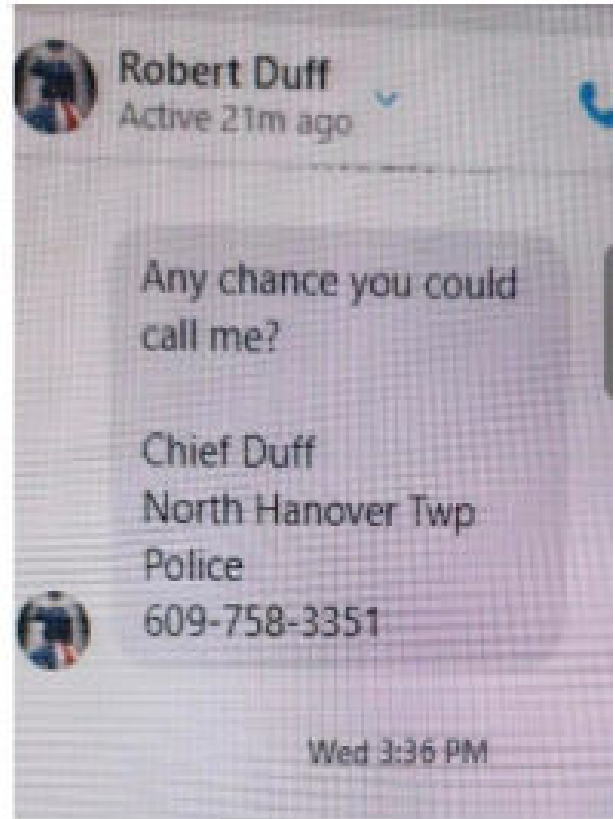 Robert Duff
Active 21m ago
Any chance you could
call me?
Chief Duff
North Hanover Twp
Police
609-758-3351
Wed 3:36 PM